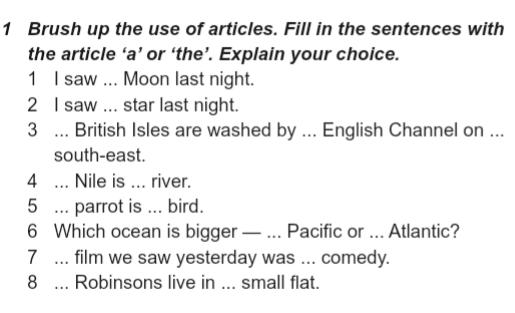 1 Brush up the use of articles. Fill in the sentences with
the article ‘a’ or ‘the’. Explain your choice.
1 I saw ... Moon last night.
2 I saw ... star last night.
3 ... British Isles are washed by ... English Channel on ...
south-east.
4 ... Nile is ... river.
5 ... parrot is ... bird.
6 Which ocean is bigger — ... Pacific or ... Atlantic?
7 ... film we saw yesterday was ... comedy.
8 ... Robinsons live in ... small flat.